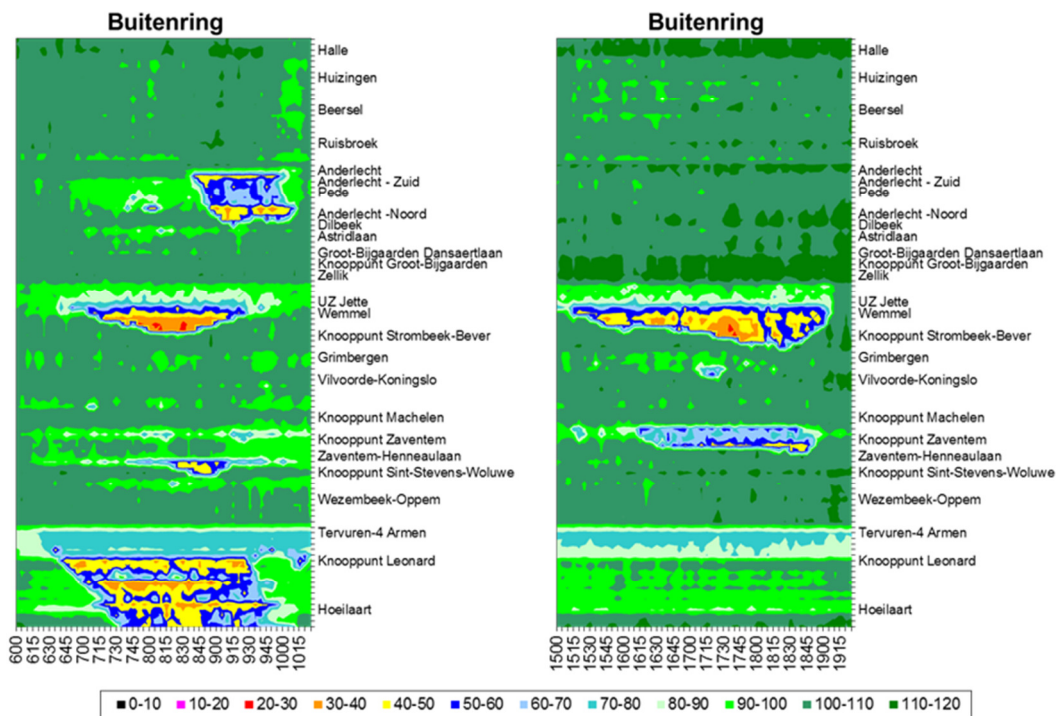 Buitenring
Halle
Huizingen
Beersel
Ruisbroek
Anderlecht
Anderlecht - Zuid
Pede
Anderlecht -Noord
Dilbeek
Astridlaan
Groot-Bijgaarden Dansaertlaan
Knooppunt Groot-Bijgaarden
Zellik
UZ Jette
Wemmel
Knooppunt Strombeek-Bever
Grimbergen
Vilvoorde-Koningslo
Knooppunt Machelen
Knooppunt Zaventem
Zaventem-Henneaulaan
Knooppunt Sint-Stevens-Woluwe
Wezembeek-Oppem
Tervuren-4 Armen
Knooppunt Leonard
Hoeilaart
600 615 630 645 700 715 730 745 800 815 830 845 900 915 930 945 1000 1015
Buitenring
Halle
Huizingen
Beersel
Ruisbroek
Anderlecht
Anderlecht - Zuid
Pede
Anderlecht -Noord
Dilbeek
Astridlaan
Groot-Bijgaarden Dansaertlaan
Knooppunt Groot-Bijgaarden
Zellik
UZ Jette
Wemmel
Knooppunt Strombeek-Bever
Grimbergen
Vilvoorde-Koningslo
Knooppunt Machelen
Knooppunt Zaventem
Zaventem-Henneaulaan
Knooppunt Sint-Stevens-Woluwe
Wezembeek-Oppem
Tervuren-4 Armen
Knooppunt Leonard
Hoeilaart
1500 1515 1530 1545 1600 1615 1630 1645 1700 1715 1730 1745 1800 1815 1830 1845 1900 1915
0-10 10-20 20-30 30-40 40-50 50-60 60-70 70-80 80-90 90-100 100-110 110-120